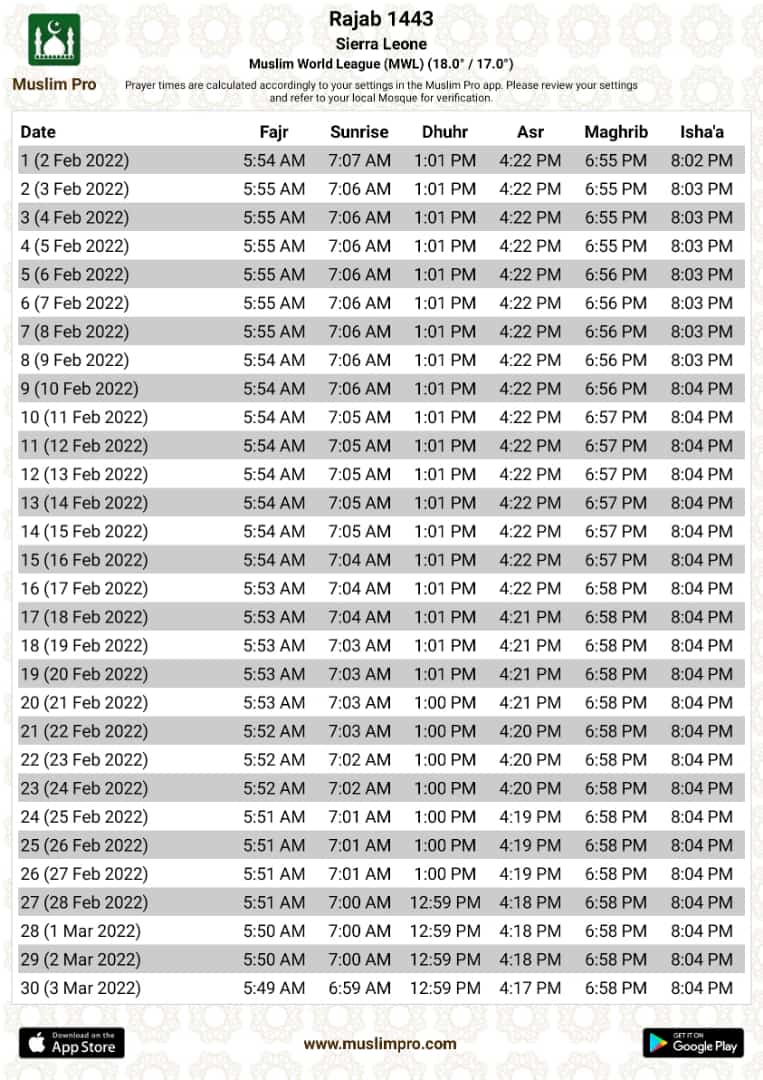 Rajab 1443
Sierra Leone
Muslim World League (MWL) (18.0° / 17.0°)
Muslim Pro
Prayer times are calculated accordingly to your settings in the Muslim Pro app. Please review your settings
and refer to your local Mosque for verification.
Date Fajr Sunrise Dhuhr Asr Maghrib Isha'a
1 (2 Feb 2022) 5:54 AM 7:07 AM 1:01 PM 4:22 PM 6:55 PM 8:02 PM
2 (3 Feb 2022) 5:55 AM 7:06 AM 1:01 PM 4:22 PM 6:55 PM 8:03 PM
3 (4 Feb 2022) 5:55 AM 7:06 AM 1:01 PM 4:22 PM 6:55 PM 8:03 PM
4 (5 Feb 2022) 5:55 AM 7:06 AM 1:01 PM 4:22 PM 6:55 PM 8:03 PM
5 (6 Feb 2022) 5:55 AM 7:06 AM 1:01 PM 4:22 PM 6:56 PM 8:03 PM
6 (7 Feb 2022) 5:55 AM 7:06 AM 1:01 PM 4:22 PM 6:56 PM 8:03 PM
7 (8 Feb 2022) 5:55 AM 7:06 AM 1:01 PM 4:22 PM 6:56 PM 8:03 PM
8 (9 Feb 2022) 5:54 AM 7:06 AM 1:01 PM 4:22 PM 6:56 PM 8:03 PM
9 (10 Feb 2022) 5:54 AM 7:06 AM 1:01 PM 4:22 PM 6:56 PM 8:04 PM
10 (11 Feb 2022) 5:54 AM 7:05 AM 1:01 PM 4:22 PM 6:57 PM 8:04 PM
11 (12 Feb 2022) 5:54 AM 7:05 AM 1:01 PM 4:22 PM 6:57 PM 8:04 PM
12 (13 Feb 2022) 5:54 AM 7:05 AM 1:01 PM 4:22 PM 6:57 PM 8:04 PM
13 (14 Feb 2022) 5:54 AM 7:05 AM 1:01 PM 4:22 PM 6:57 PM 8:04 PM
14 (15 Feb 2022) 5:54 AM 7:05 AM 1:01 PM 4:22 PM 6:57 PM 8:04 PM
15 (16 Feb 2022) 5:54 AM 7:04 AM 1:01 PM 4:22 PM 6:57 PM 8:04 PM
16 (17 Feb 2022) 5:53 AM 7:04 AM 1:01 PM 4:22 PM 6:58 PM 8:04 PM
17 (18 Feb 2022) 5:53 AM 7:04 AM 1:01 PM 4:21 PM 6:58 PM 8:04 PM
18 (19 Feb 2022) 5:53 AM 7:03 AM 1:01 PM 4:21 PM 6:58 PM 8:04 PM
19 (20 Feb 2022) 5:53 AM 7:03 AM 1:01 PM 4:21 PM 6:58 PM 8:04 PM
20 (21 Feb 2022) 5:53 AM 7:03 AM 1:00 PM 4:21 PM 6:58 PM 8:04 PM
21 (22 Feb 2022) 5:52 AM 7:03 AM 1:00 PM 4:20 PM 6:58 PM 8:04 PM
22 (23 Feb 2022) 5:52 AM 7:02 AM 1:00 PM 4:20 PM 6:58 PM 8:04 PM
23 (24 Feb 2022) 5:52 AM 7:02 AM 1:00 PM 4:20 PM 6:58 PM 8:04 PM
24 (25 Feb 2022) 5:51 AM 7:01 AM 1:00 PM 4:19 PM 6:58 PM 8:04 PM
25 (26 Feb 2022) 5:51 AM 7:01 AM 1:00 PM 4:19 PM 6:58 PM 8:04 PM
26 (27 Feb 2022) 5:51 AM 7:01 AM 1:00 PM 4:19 PM 6:58 PM 8:04 PM
27 (28 Feb 2022) 5:51 AM 7:00 AM 12:59 PM 4:18 PM 6:58 PM 8:04 PM
28 (1 Mar 2022) 5:50 AM 7:00 AM 12:59 PM 4:18 PM 6:58 PM 8:04 PM
29 (2 Mar 2022) 5:50 AM 7:00 AM 12:59 PM 4:18 PM 6:58 PM 8:04 PM
30 (3 Mar 2022) 5:49 AM 6:59 AM 12:59 PM 4:17 PM 6:58 PM 8:04 PM
Download on the
App Store
www.muslimpro.com
GET IT ON
Google Play